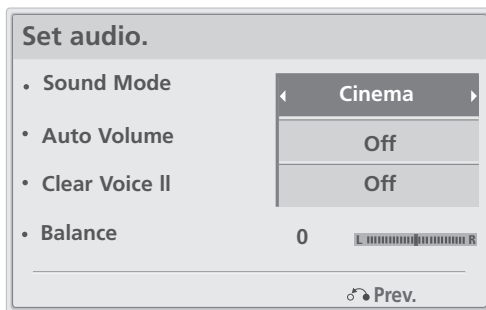 Set audio.
• Sound Mode Cinema
• Auto Volume Off
• Clear Voice ll Off
• Balance 0 L R
Prev.